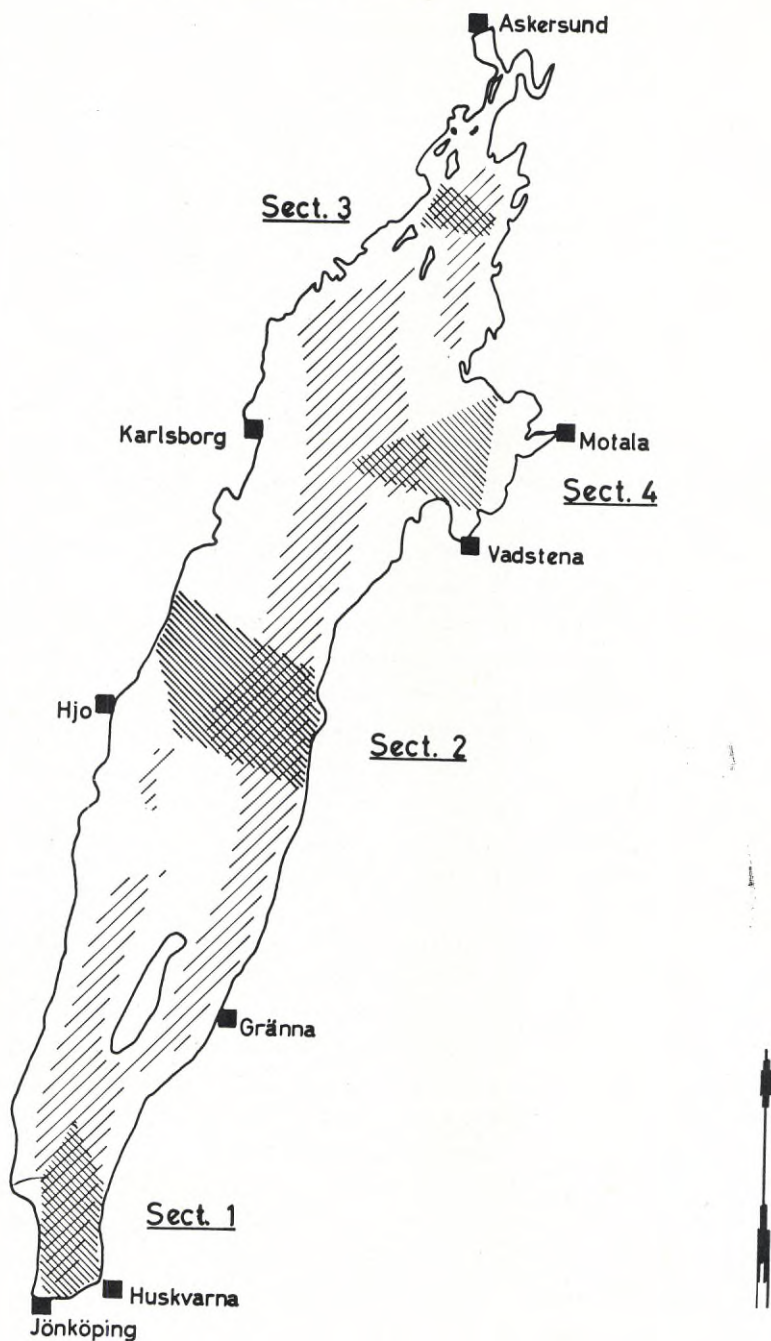 Askersund
Sect. 3
Karlsborg
Motala
Sect. 4
Vadstena
Hjo
Sect. 2
Gränna
Sect. 1
Huskvarna
Jönköping